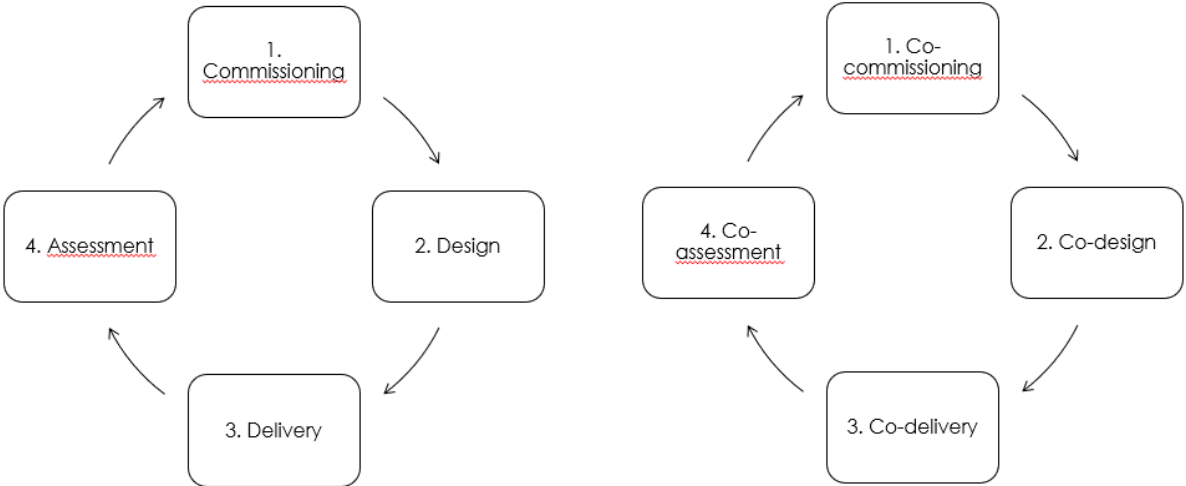 1.
Commissioning
2. Design
3. Delivery
4. Assessment
1. Co-
commissioning
2. Co-design
3. Co-delivery
4. Co-
assessment